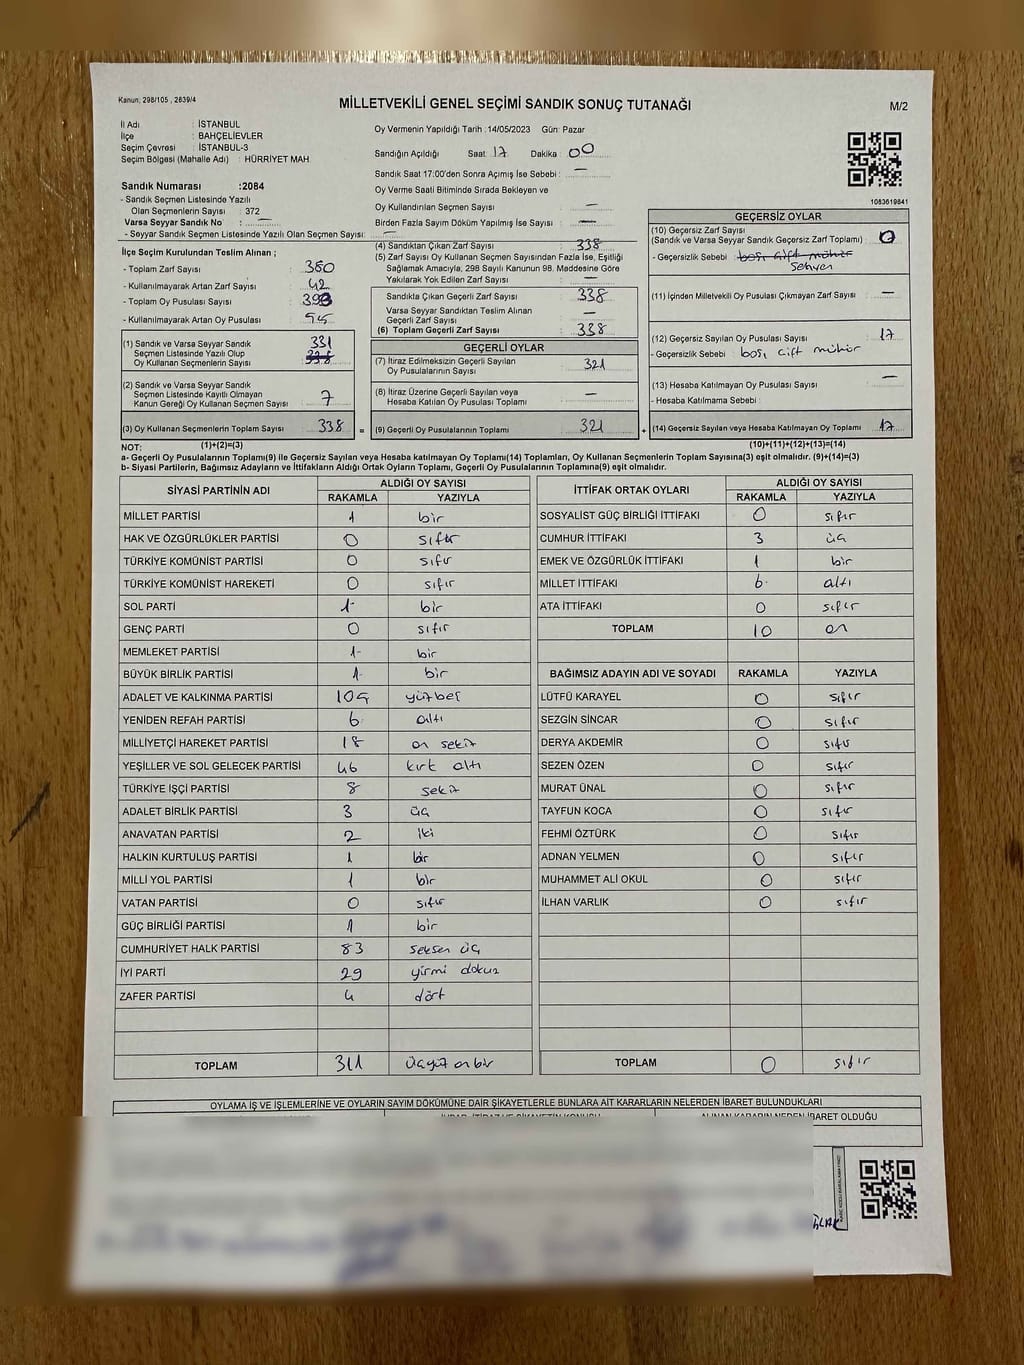 Kanun; 298/105 , 2839/4
MİLLETVEKİLİ GENEL SEÇİMİ SANDIK SONUÇ TUTANAĞI
M/2
İl Adı : İSTANBUL
İlçe : BAHÇELİEVLER
Seçim Çevresi : İSTANBUL-3
Seçim Bölgesi (Mahalle Adı) : HÜRRİYET MAH.
Sandık Numarası :2084
- Sandık Seçmen Listesinde Yazılı
Olan Seçmenlerin Sayısı : 372
Varsa Seyyar Sandık No : —
- Seyyar Sandık Seçmen Listesinde Yazılı Olan Seçmen Sayısı: —
İlçe Seçim Kurulundan Teslim Alınan ;
- Toplam Zarf Sayısı : 380
- Kullanılmayarak Artan Zarf Sayısı : 42
- Toplam Oy Pusulası Sayısı :
- Kullanılmayarak Artan Oy Pusulası :
(1) Sandık ve Varsa Seyyar Sandık 331
Seçmen Listesinde Yazılı Olup
Oy Kullanan Seçmenlerin Sayısı : 338
(2) Sandık ve Varsa Seyyar Sandık
Seçmen Listesinde Kayıtlı Olmayan
Kanun Gereği Oy Kullanan Seçmen Sayısı : 7
(3) Oy Kullanan Seçmenlerin Toplam Sayısı : 338
Oy Vermenin Yapıldığı Tarih :14/05/2023 Gün: Pazar
Sandığın Açıldığı Saat: 17 Dakika : 00
Sandık Saat 17:00'den Sonra Açımış İse Sebebi : —
Oy Verme Saati Bitiminde Sırada Bekleyen ve
Oy Kullandırılan Seçmen Sayısı : —
Birden Fazla Sayım Döküm Yapılmış İse Sayısı : —
(4) Sandıktan Çıkan Zarf Sayısı : 338
(5) Zarf Sayısı Oy Kullanan Seçmen Sayısından Fazla İse, Eşitliği
Sağlamak Amacıyla, 298 Sayılı Kanunun 98. Maddesine Göre
Yakılarak Yok Edilen Zarf Sayısı : —
Sandıkta Çıkan Geçerli Zarf Sayısı : 338
Varsa Seyyar Sandıktan Teslim Alınan
Geçerli Zarf Sayısı : —
(6) Toplam Geçerli Zarf Sayısı : 338
= GEÇERLİ OYLAR
(7) İtiraz Edilmeksizin Geçerli Sayılan
Oy Pusulalarının Sayısı : 321
(8) İtiraz Üzerine Geçerli Sayılan veya
Hesaba Katılan Oy Pusulası Toplamı : —
(9) Geçerli Oy Pusulalarının Toplamı : 321
1063619841
GEÇERSİZ OYLAR
(10) Geçersiz Zarf Sayısı
(Sandık ve Varsa Seyyar Sandık Geçersiz Zarf Toplamı) : 0
- Geçersizlik Sebebi : boş, çift mühür
Sehven
(11) İçinden Milletvekili Oy Pusulası Çıkmayan Zarf Sayısı : —
(12) Geçersiz Sayılan Oy Pusulası Sayısı : 17
- Geçersizlik Sebebi : boş, çift mühür
(13) Hesaba Katılmayan Oy Pusulası Sayısı : —
- Hesaba Katılmama Sebebi :
+ (14) Geçersiz Sayılan veya Hesaba Katılmayan Oy Toplamı : 17
NOT: (1)+(2)=(3) (10)+(11)+(12)+(13)=(14)
a- Geçerli Oy Pusulalarının Toplamı(9) ile Geçersiz Sayılan veya Hesaba katılmayan Oy Toplamı(14) Toplamları, Oy Kullanan Seçmenlerin Toplam Sayısına(3) eşit olmalıdır. (9)+(14)=(3)
b- Siyasi Partilerin, Bağımsız Adayların ve İttifakların Aldığı Ortak Oyların Toplamı, Geçerli Oy Pusulalarının Toplamına(9) eşit olmalıdır.
SİYASİ PARTİNİN ADI ALDIĞI OY SAYISI
RAKAMLA YAZIYLA
MİLLET PARTİSİ 1 bir
HAK VE ÖZGÜRLÜKLER PARTİSİ 0 sıfır
TÜRKİYE KOMÜNİST PARTİSİ 0 sıfır
TÜRKİYE KOMÜNİST HAREKETİ 0 sıfır
SOL PARTİ 1 bir
GENÇ PARTİ 0 sıfır
MEMLEKET PARTİSİ 1 bir
BÜYÜK BİRLİK PARTİSİ 1 bir
ADALET VE KALKINMA PARTİSİ 105 yüzbeş
YENİDEN REFAH PARTİSİ 6 altı
MİLLİYETÇİ HAREKET PARTİSİ 18 on sekiz
YEŞİLLER VE SOL GELECEK PARTİSİ 46 kırk altı
TÜRKİYE İŞÇİ PARTİSİ 8 sekiz
ADALET BİRLİK PARTİSİ 3 üç
ANAVATAN PARTİSİ 2 iki
HALKIN KURTULUŞ PARTİSİ 1 bir
MİLLİ YOL PARTİSİ 1 bir
VATAN PARTİSİ 0 sıfır
GÜÇ BİRLİĞİ PARTİSİ 1 bir
CUMHURİYET HALK PARTİSİ 83 seksen üç
İYİ PARTİ 29 yirmi dokuz
ZAFER PARTİSİ 4 dört
TOPLAM 311 üçyüz on bir
İTTİFAK ORTAK OYLARI ALDIĞI OY SAYISI
RAKAMLA YAZIYLA
SOSYALİST GÜÇ BİRLİĞİ İTTİFAKI 0 sıfır
CUMHUR İTTİFAKI 3 üç
EMEK VE ÖZGÜRLÜK İTTİFAKI 1 bir
MİLLET İTTİFAKI 6 altı
ATA İTTİFAKI 0 sıfır
TOPLAM 10 on
BAĞIMSIZ ADAYIN ADI VE SOYADI RAKAMLA YAZIYLA
LÜTFÜ KARAYEL 0 sıfır
SEZGİN SİNCAR 0 sıfır
DERYA AKDEMİR 0 sıfır
SEZEN ÖZEN 0 sıfır
MURAT ÜNAL 0 sıfır
TAYFUN KOCA 0 sıfır
FEHMİ ÖZTÜRK 0 sıfır
ADNAN YELMEN 0 sıfır
MUHAMMET ALİ OKUL 0 sıfır
İLHAN VARLIK 0 sıfır
TOPLAM 0 sıfır
OYLAMA İŞ VE İŞLEMLERİNE VE OYLARIN SAYIM DÖKÜMÜNE DAİR ŞİKAYETLERLE BUNLARA AİT KARARLARIN NELERDEN İBARET BULUNDUKLARI
ALINAN KARARIN NEDEN İBARET OLDUĞU